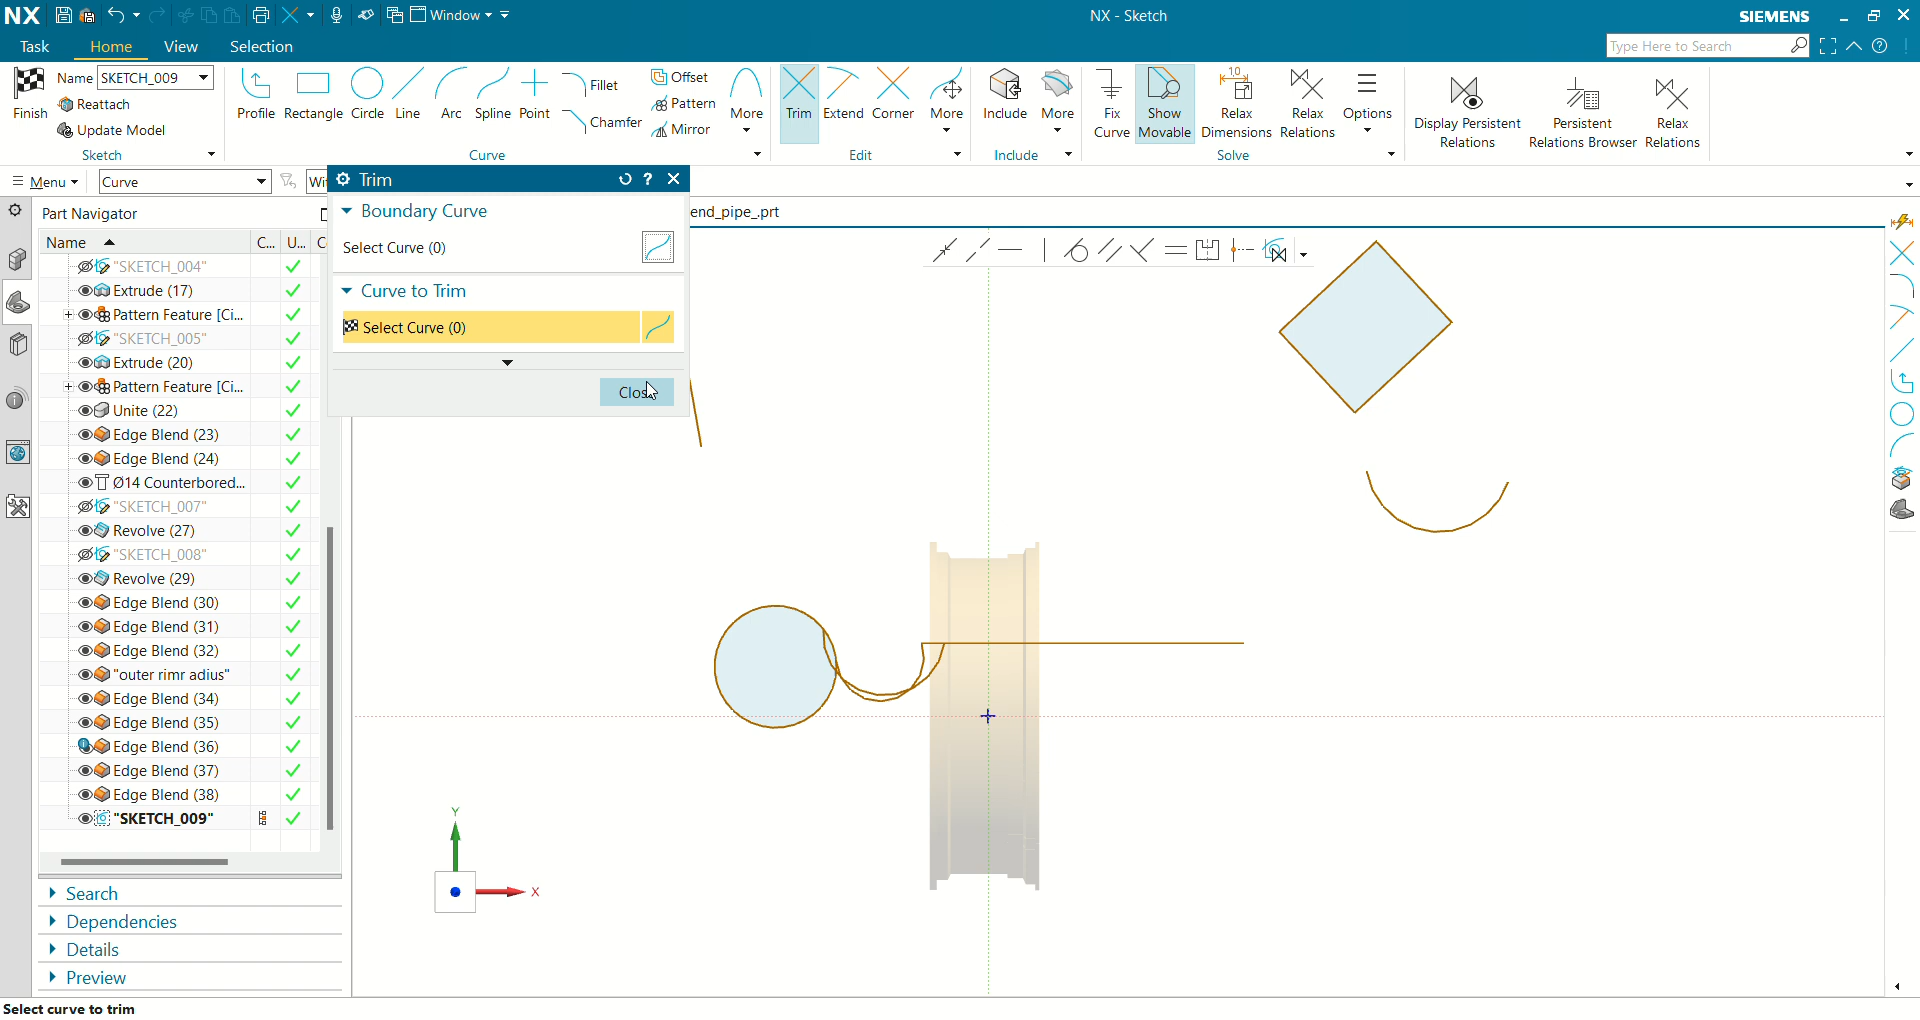 NX
Window
NX - Sketch
SIEMENS
Task
Home
View
Selection
Type Here to Search
Finish
Name
SKETCH_009
Reattach
Update Model
Sketch
Profile
Rectangle
Circle
Line
Arc
Spline
Point
Fillet
Chamfer
Offset
Pattern
Mirror
More
Curve
Trim
Extend
Corner
More
Edit
Include
More
Include
Fix
Curve
Show
Movable
Relax
Dimensions
Relax
Relations
Options
Solve
Display Persistent
Relations
Persistent
Relations Browser
Relax
Relations
Menu
Curve
Trim
Boundary Curve
Select Curve (0)
Curve to Trim
Select Curve (0)
end_pipe_.prt
Part Navigator
Name
C...
U...
"SKETCH_004"
Extrude (17)
Pattern Feature [Ci...
"SKETCH_005"
Extrude (20)
Pattern Feature [Ci...
Unite (22)
Edge Blend (23)
Edge Blend (24)
Ø14 Counterbored...
"SKETCH_007"
Revolve (27)
"SKETCH_008"
Revolve (29)
Edge Blend (30)
Edge Blend (31)
Edge Blend (32)
"outer rimr adius"
Edge Blend (34)
Edge Blend (35)
Edge Blend (36)
Edge Blend (37)
Edge Blend (38)
"SKETCH_009"
Search
Dependencies
Details
Preview
Y
X
Select curve to trim